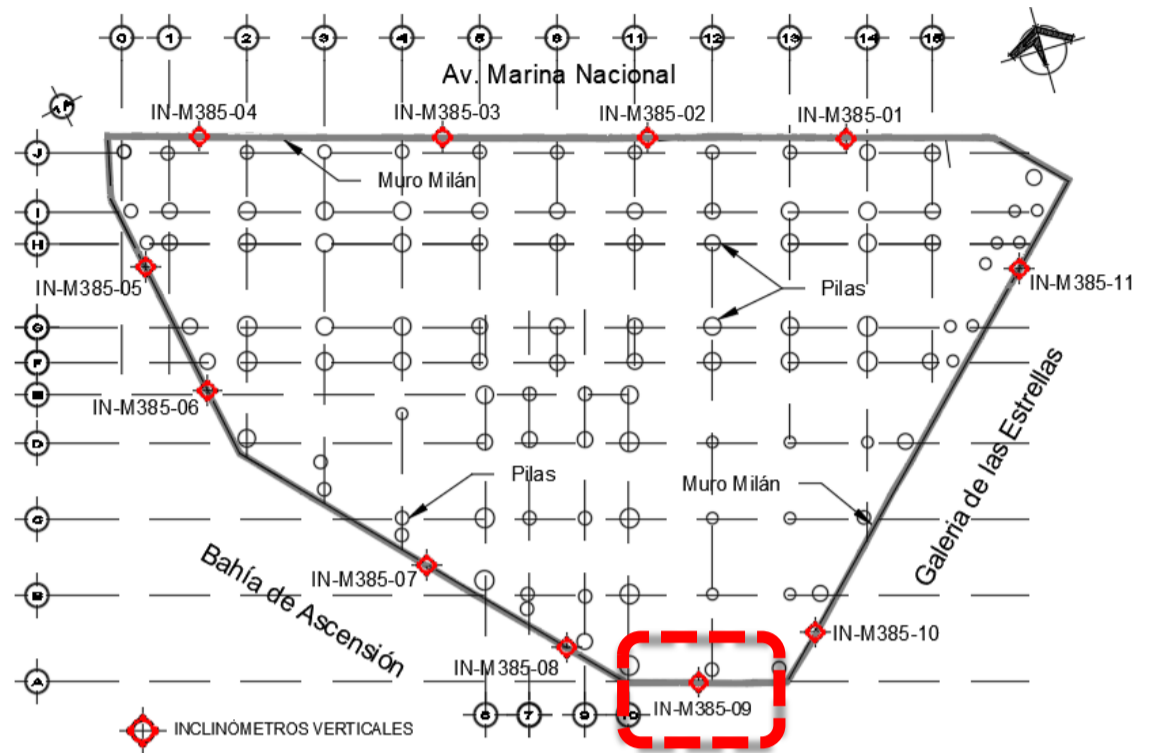 0 1 2 3 4 5 8 11 12 13 14 15
Av. Marina Nacional
IN-M385-04 IN-M385-03 IN-M385-02 IN-M385-01
J
Muro Milán
I
H
IN-M385-05
Pilas
IN-M385-11
G
F
E
IN-M385-06
D
Pilas
Muro Milán
Galeria de las Estrellas
C
Bahía de Ascensión
IN-M385-07
B
IN-M385-10
IN-M385-08
A
IN-M385-09
6 7 9 10
INCLINÓMETROS VERTICALES